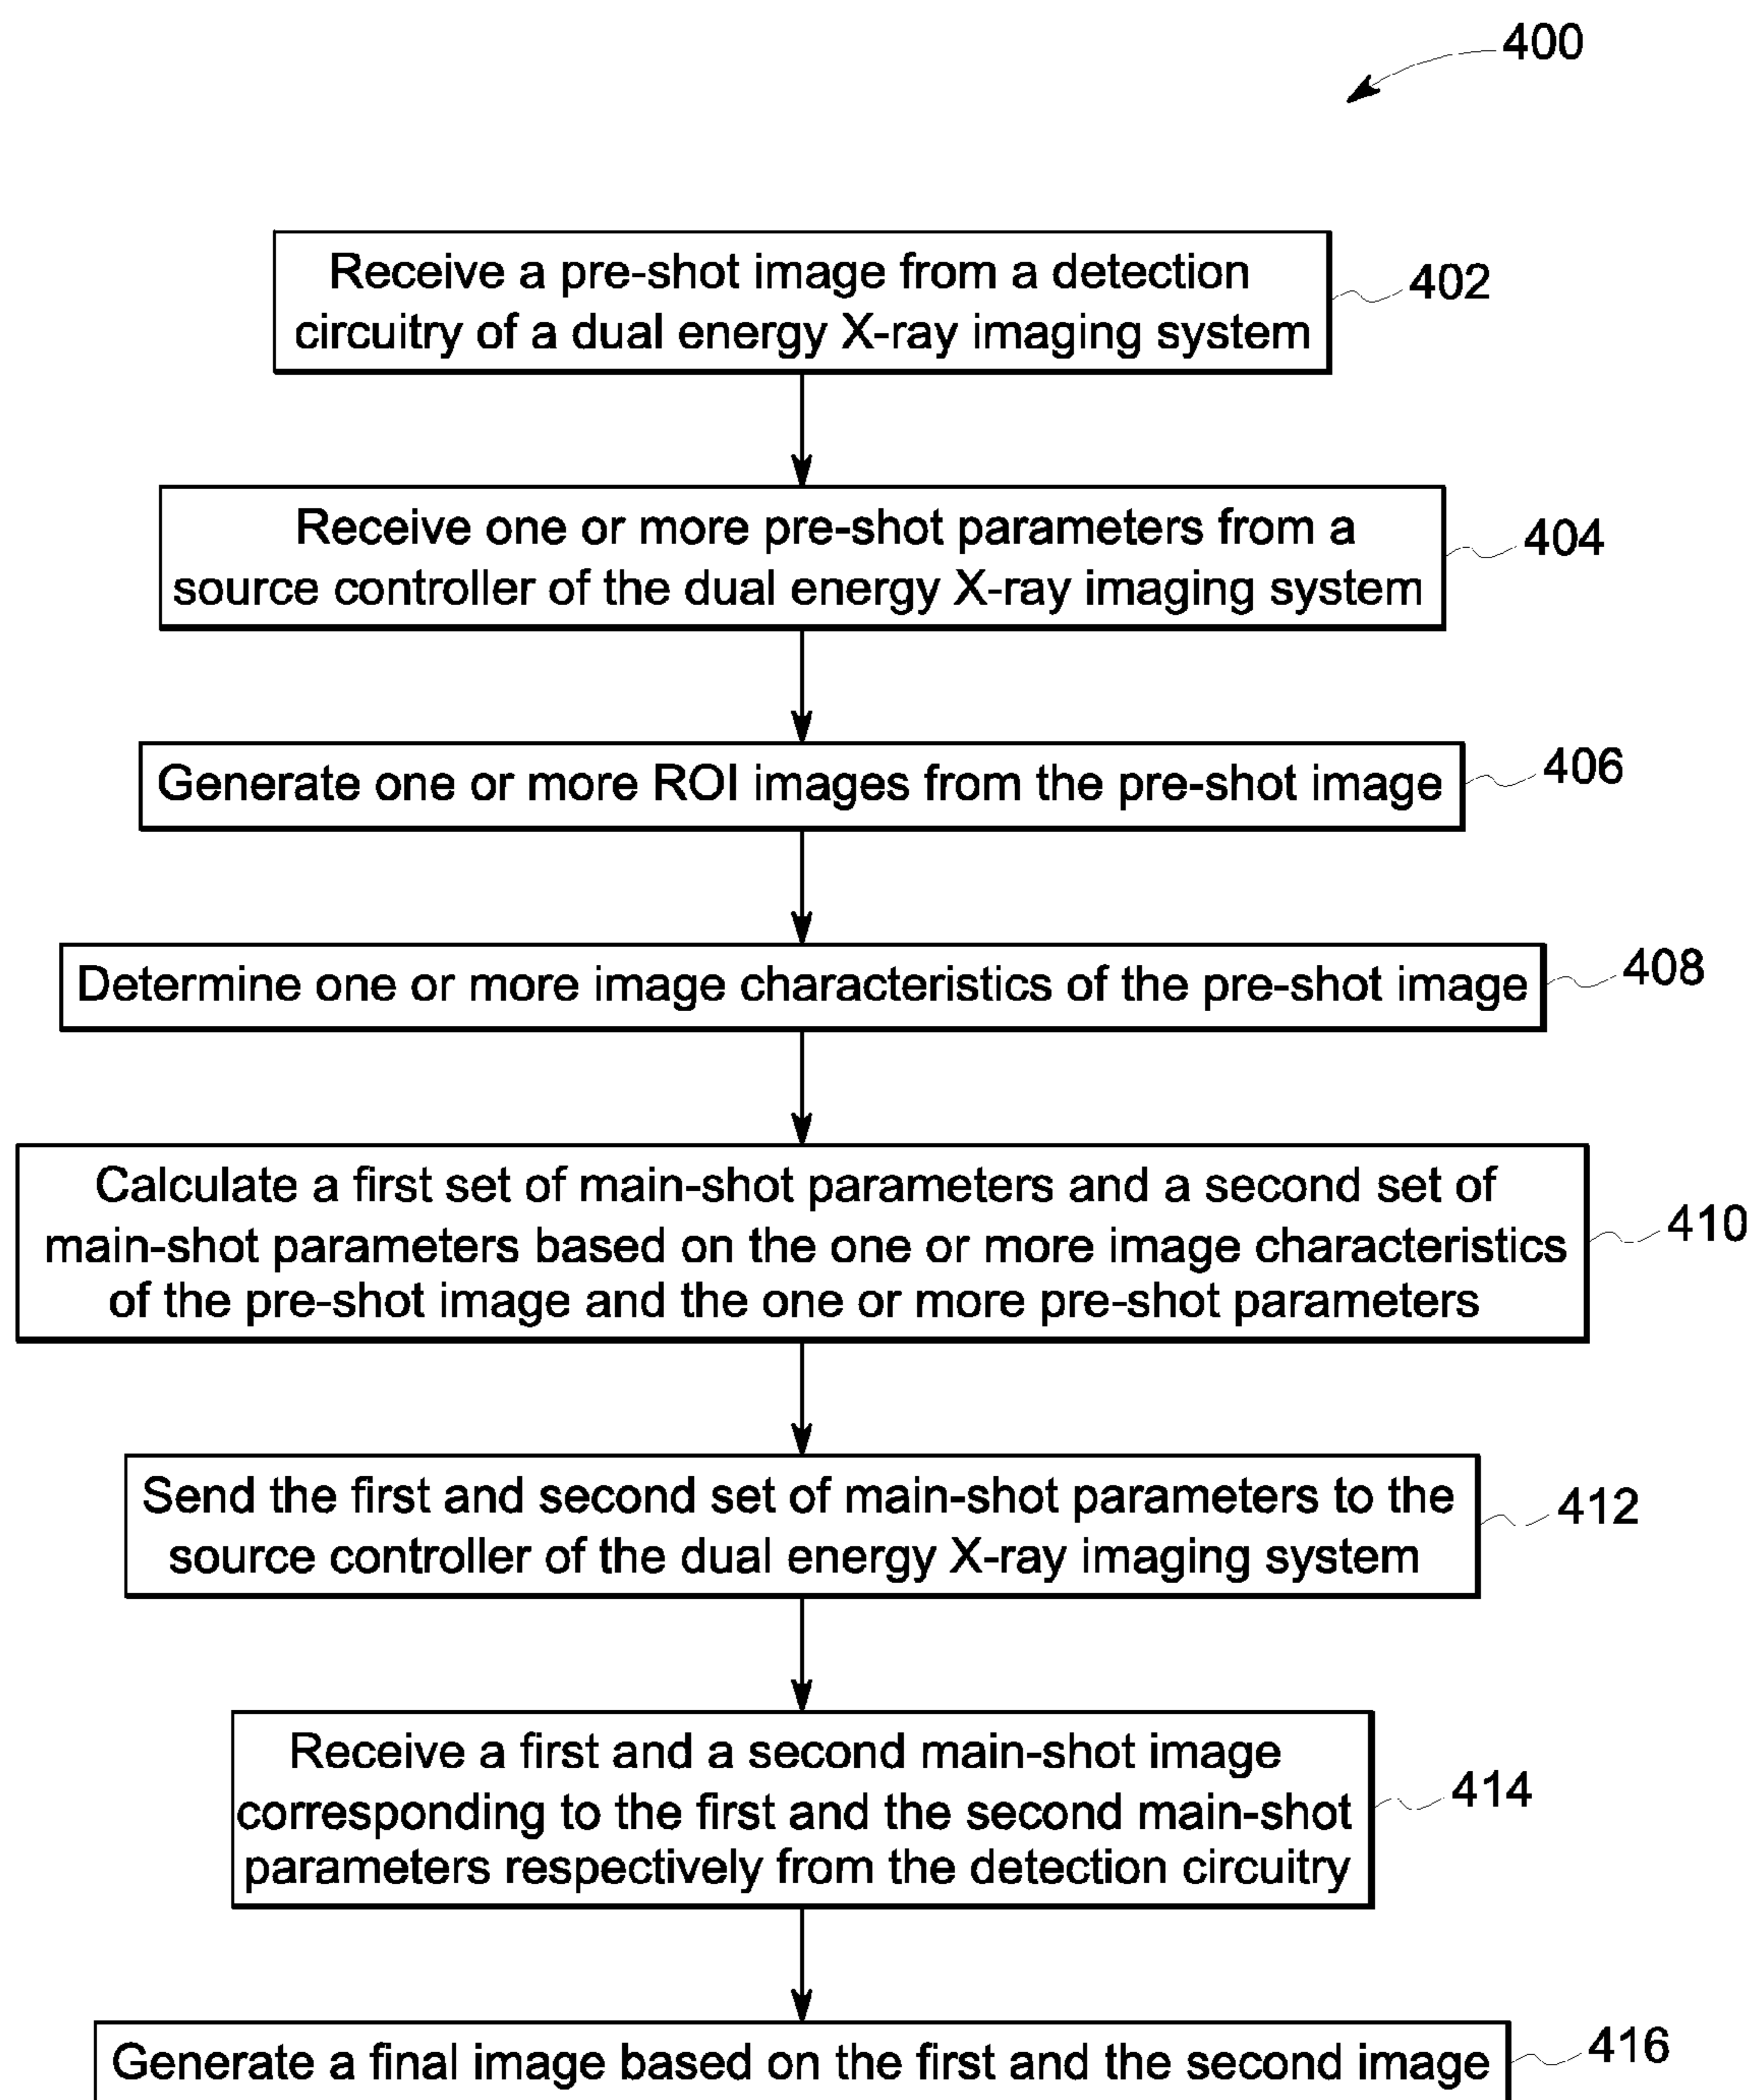 400
Receive a pre-shot image from a detection
circuitry of a dual energy X-ray imaging system
402
Receive one or more pre-shot parameters from a
source controller of the dual energy X-ray imaging system
404
Generate one or more ROI images from the pre-shot image
406
Determine one or more image characteristics of the pre-shot image
408
Calculate a first set of main-shot parameters and a second set of
main-shot parameters based on the one or more image characteristics
of the pre-shot image and the one or more pre-shot parameters
410
Send the first and second set of main-shot parameters to the
source controller of the dual energy X-ray imaging system
412
Receive a first and a second main-shot image
corresponding to the first and the second main-shot
parameters respectively from the detection circuitry
414
Generate a final image based on the first and the second image
416